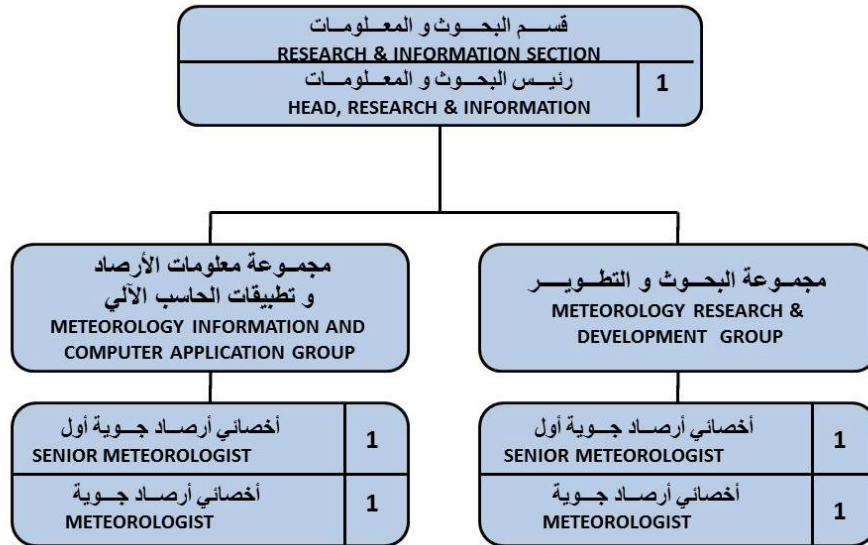 قســم البحــوث و المعــلومــات
RESEARCH & INFORMATION SECTION
رئيــس البحــوث و المعــلومــات 1
HEAD, RESEARCH & INFORMATION
مجمــوعة معلومات الأرصاد
و تطبيقات الحاسب الآلي
METEOROLOGY INFORMATION AND
COMPUTER APPLICATION GROUP
أخصائي أرصــاد جــوية أول 1
SENIOR METEOROLOGIST
أخصائي أرصــاد جــوية 1
METEOROLOGIST
مجمــوعة البحــوث و التطــويــر
METEOROLOGY RESEARCH &
DEVELOPMENT GROUP
أخصائي أرصــاد جــوية أول 1
SENIOR METEOROLOGIST
أخصائي أرصــاد جــوية 1
METEOROLOGIST